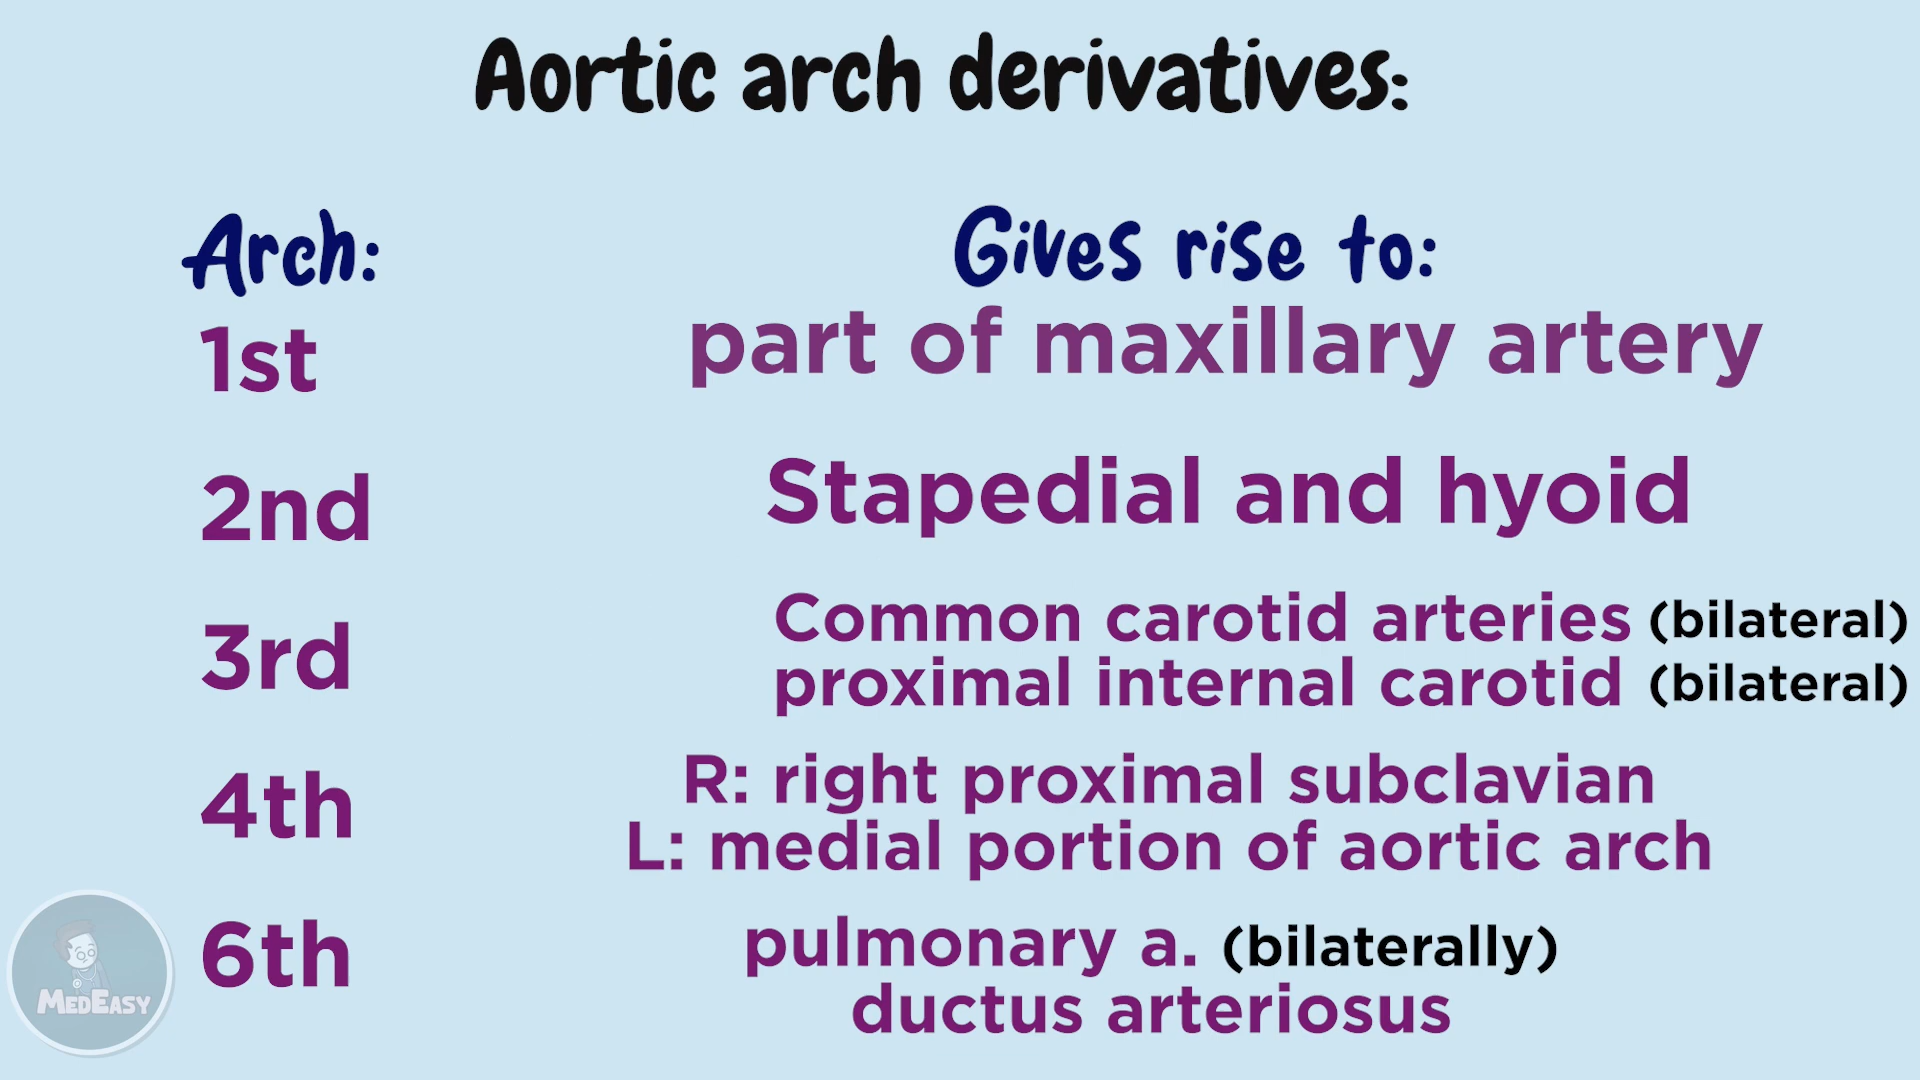 Aortic arch derivatives:
Arch:
Gives rise to:
1st
part of maxillary artery
2nd
Stapedial and hyoid
3rd
Common carotid arteries (bilateral)
proximal internal carotid (bilateral)
4th
R: right proximal subclavian
L: medial portion of aortic arch
6th
pulmonary a. (bilaterally)
ductus arteriosus
MEDEASY